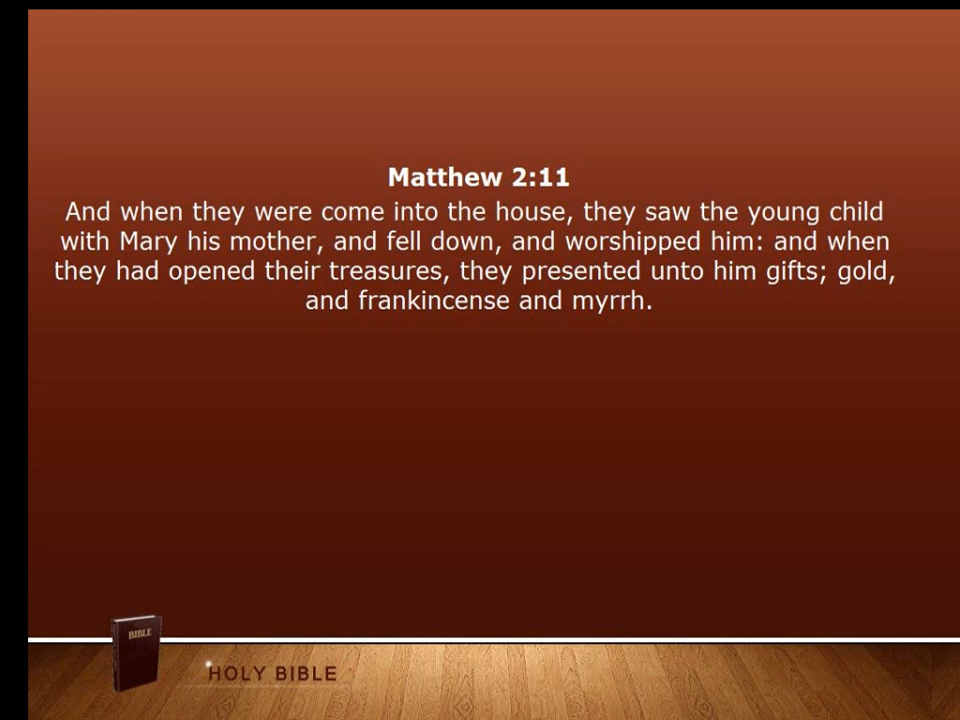 Matthew 2:11
And when they were come into the house, they saw the young child
with Mary his mother, and fell down, and worshipped him: and when
they had opened their treasures, they presented unto him gifts; gold,
and frankincense and myrrh.
BIBLE
HOLY BIBLE